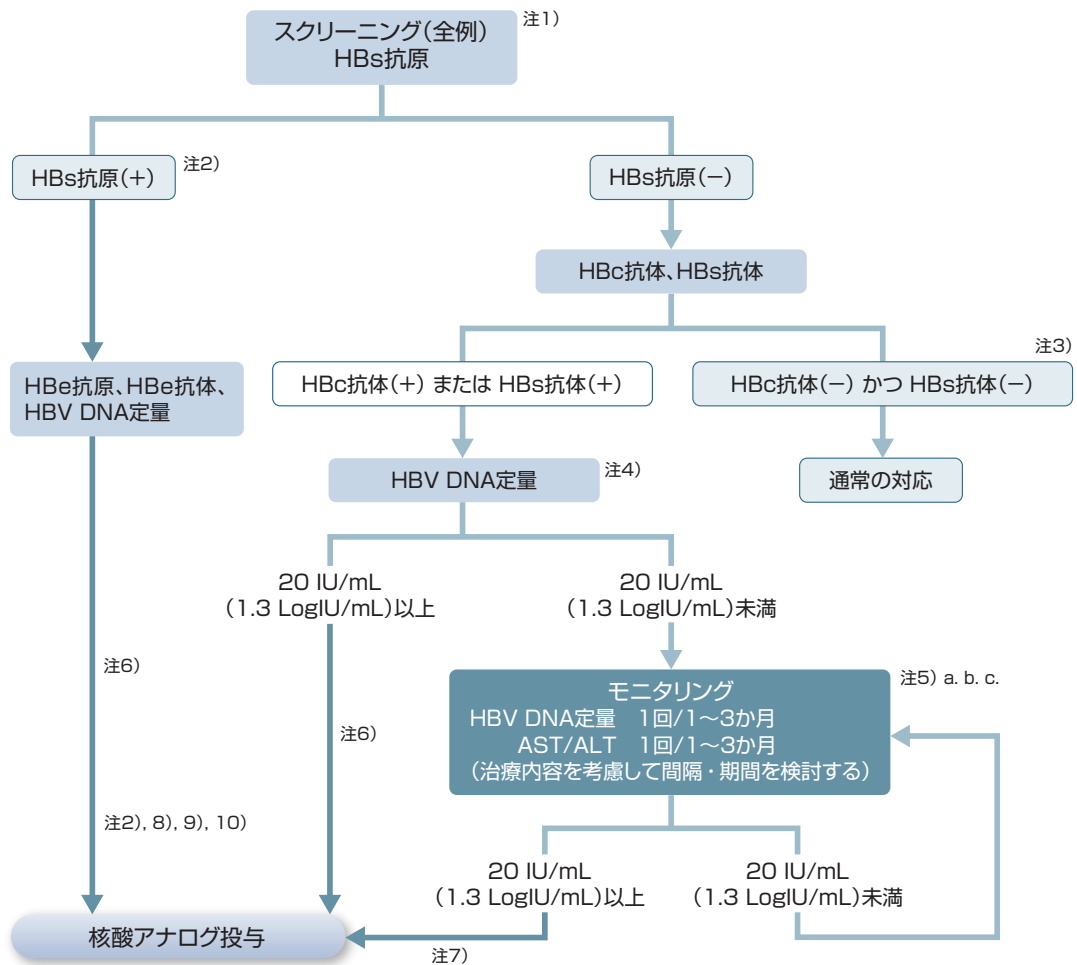 スクリーニング(全例)
HBs抗原
注1)
HBs抗原(+)
注2)
HBs抗原(−)
HBc抗体、HBs抗体
注3)
HBe抗原、HBe抗体、
HBV DNA定量
HBc抗体(+) または HBs抗体(+)
HBc抗体(−) かつ HBs抗体(−)
HBV DNA定量
注4)
通常の対応
20 IU/mL
(1.3 LogIU/mL)以上
20 IU/mL
(1.3 LogIU/mL)未満
注6)
注6)
モニタリング
HBV DNA定量 1回/1〜3か月
AST/ALT 1回/1〜3か月
(治療内容を考慮して間隔・期間を検討する)
注5) a. b. c.
注2), 8), 9), 10)
20 IU/mL
(1.3 LogIU/mL)以上
20 IU/mL
(1.3 LogIU/mL)未満
核酸アナログ投与
注7)